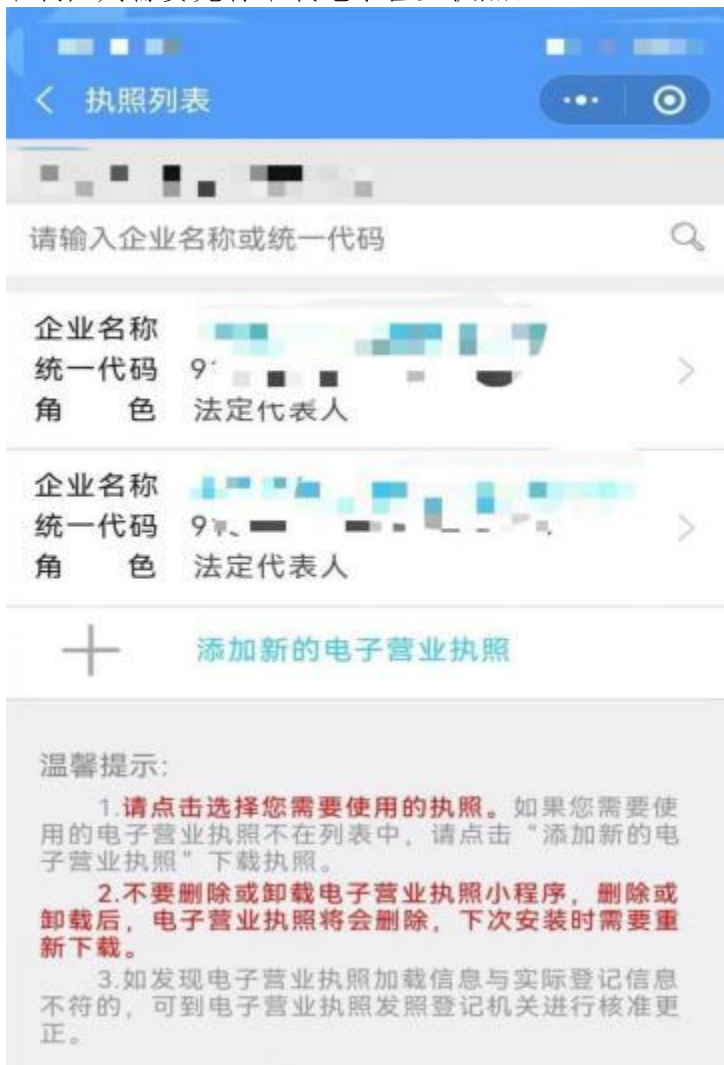 执照列表
请输入企业名称或统一代码
企业名称
统一代码 91
角 色 法定代表人
企业名称
统一代码 91
角 色 法定代表人
添加新的电子营业执照
温馨提示:
1.请点击选择您需要使用的执照。如果您需要使
用的电子营业执照不在列表中，请点击“添加新的电
子营业执照”下载执照。
2.不要删除或卸载电子营业执照小程序，删除或
卸载后，电子营业执照将会删除，下次安装时需要重
新下载。
3.如发现电子营业执照加载信息与实际登记信息
不符的，可到电子营业执照发照登记机关进行核准更
正。